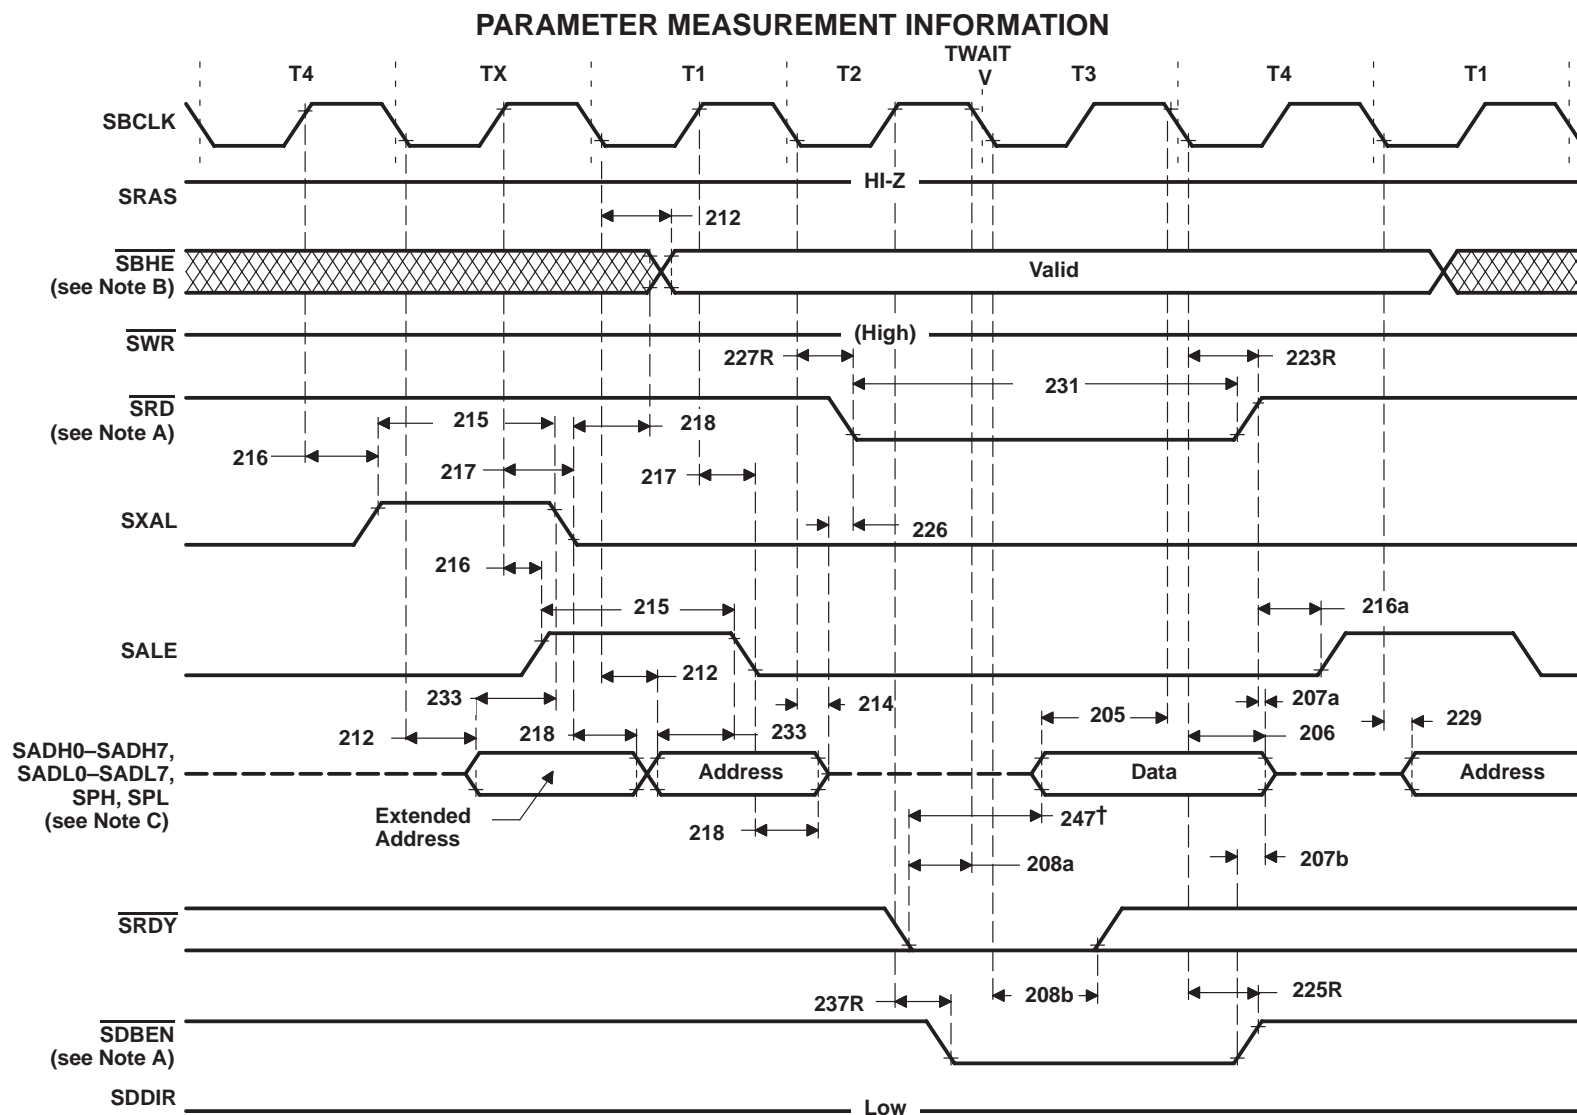 PARAMETER MEASUREMENT INFORMATION
TWAIT
T4 TX T1 T2 V T3 T4 T1
SBCLK
HI-Z
SRAS
212
SBHE
(see Note B)
Valid
(High)
SWR
227R 223R
231
SRD
(see Note A)
215 218
216 217 217
SXAL
226
216
215 216a
SALE
212
233 214 207a
205 229
212 218 233 206
SADH0–SADH7,
SADL0–SADL7,
SPH, SPL
(see Note C)
Address Data Address
Extended
Address
247†
218
208a 207b
SRDY
237R 208b 225R
SDBEN
(see Note A)
SDDIR
Low